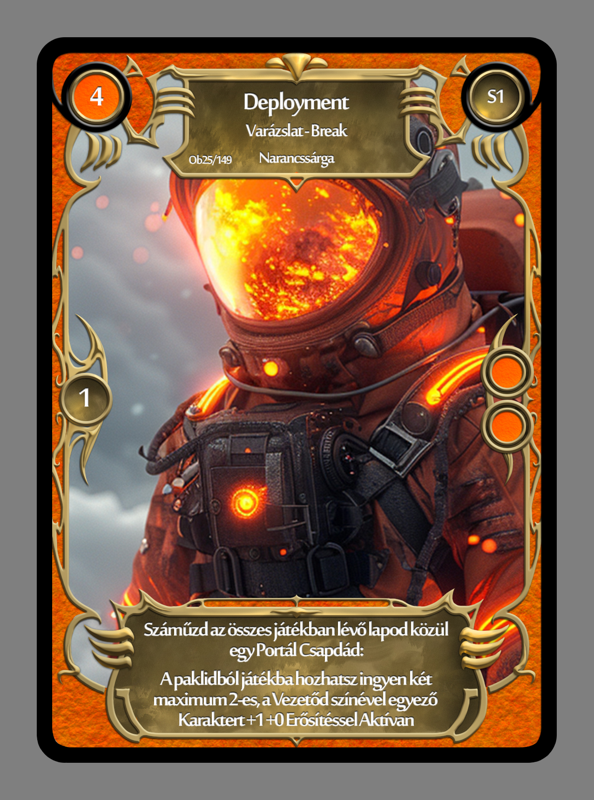 4
Deployment
S1
Varázslat - Break
Ob25/149 Narancssárga
1
Száműzd az összes játékban lévő lapod közül
egy Portál Csapdád:
A paklidból játékba hozhatsz ingyen két
maximum 2-es, a Vezetőd színével egyező
Karaktert +1 +0 Erősítéssel Aktívan